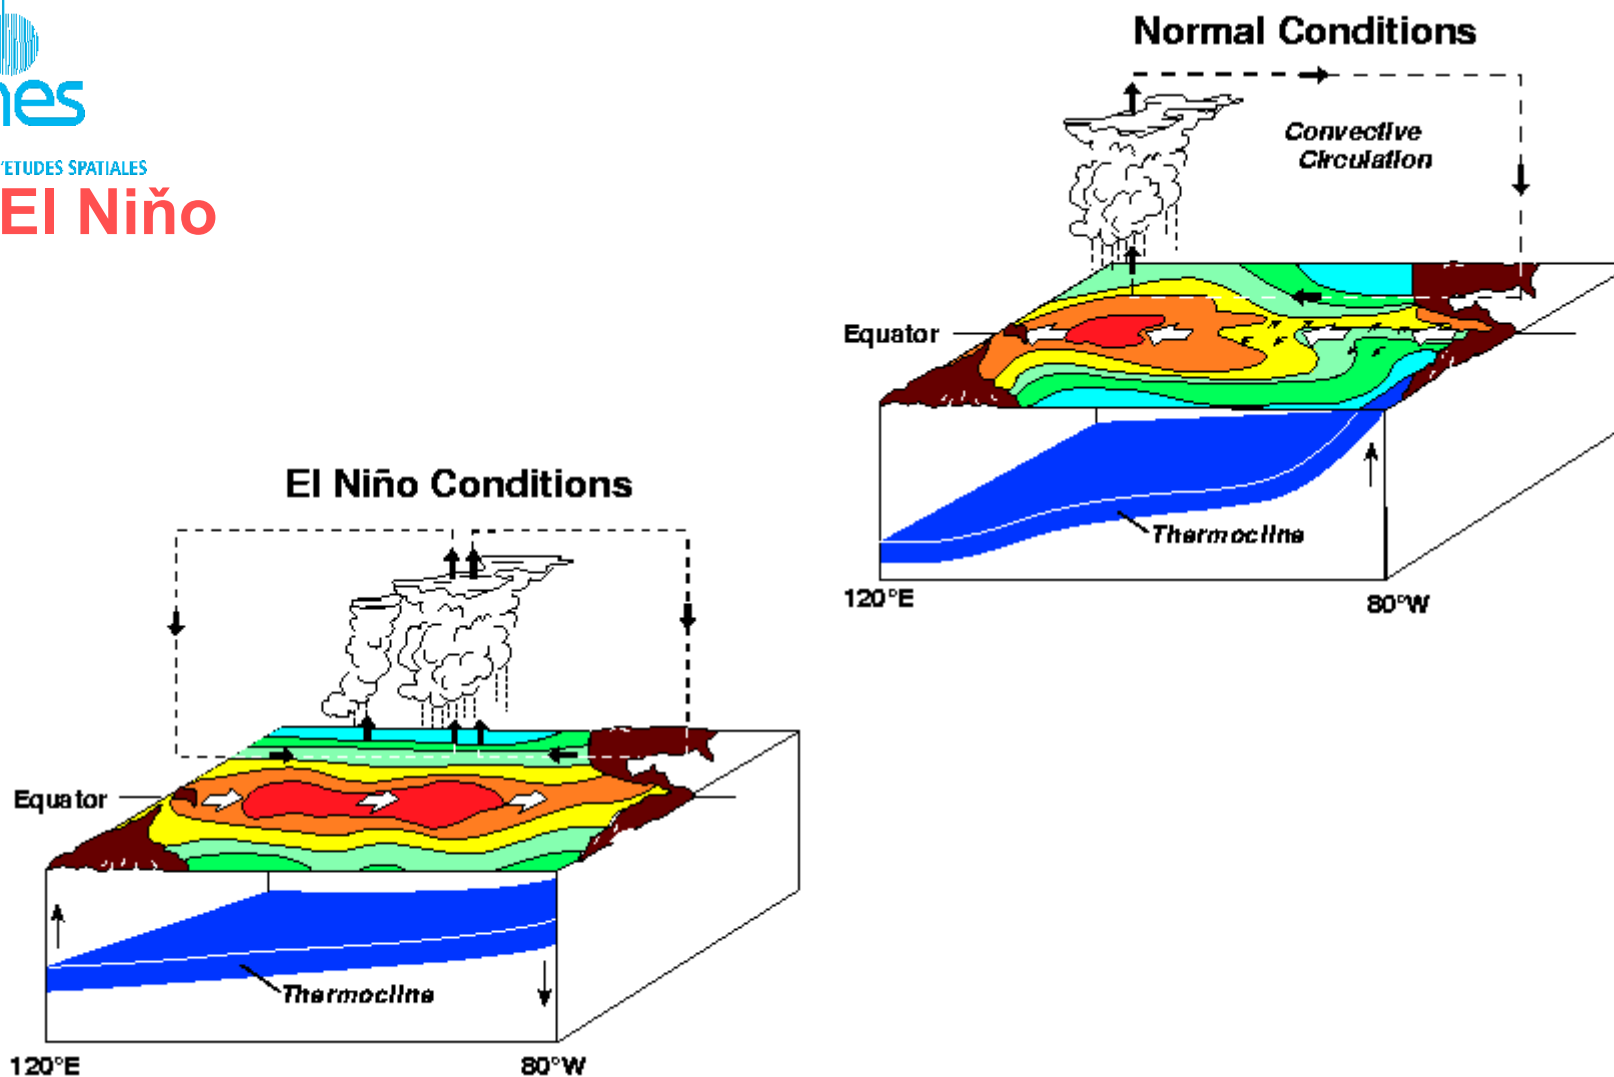 nes
'ETUDES SPATIALES
El Niňo
Normal Conditions
Convective
Circulation
Equator
Thermocline
120°E
80°W
El Niño Conditions
Equator
Thermocline
120°E
80°W